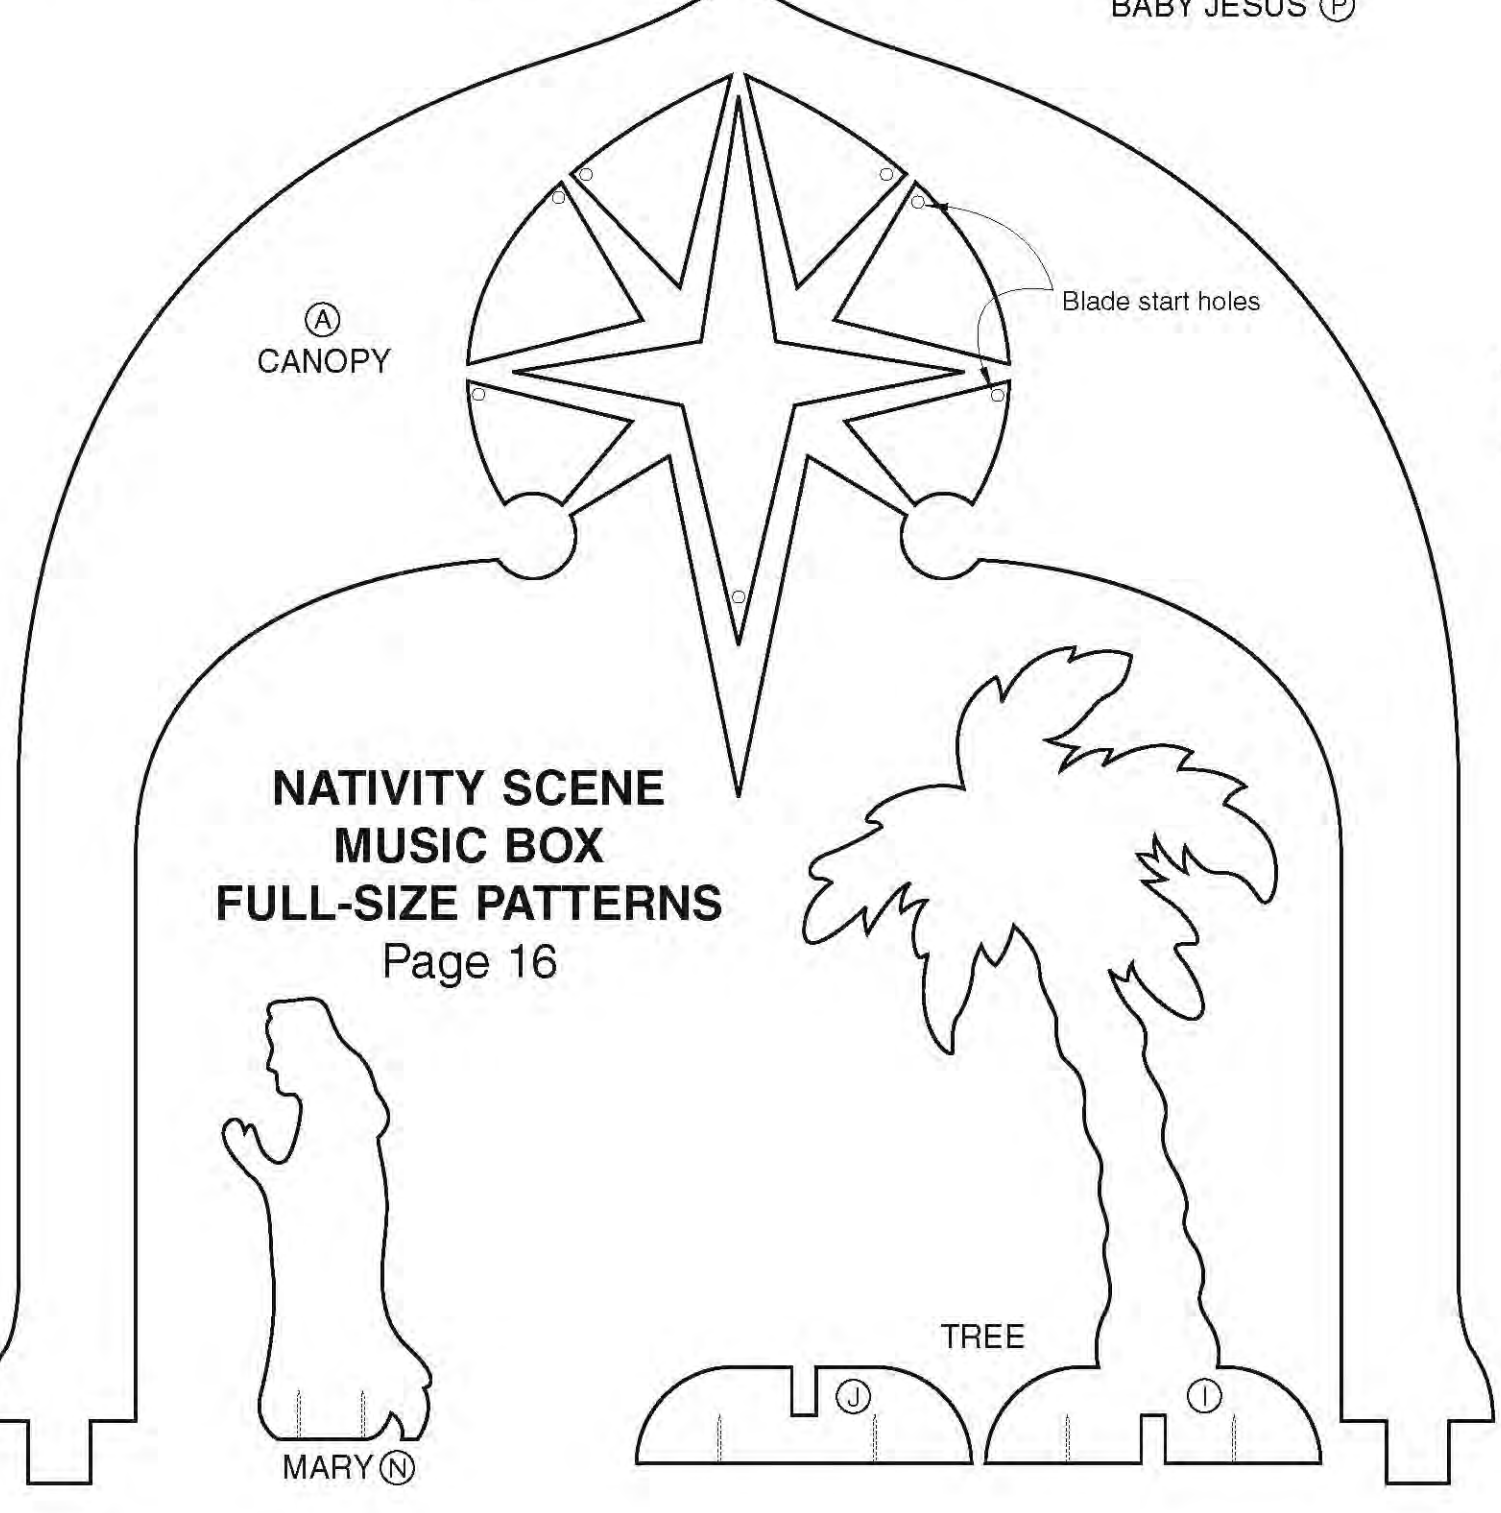 BABY JESUS Ⓟ
Blade start holes
Ⓐ
CANOPY
NATIVITY SCENE
MUSIC BOX
FULL-SIZE PATTERNS
Page 16
TREE
Ⓙ
Ⓘ
MARY Ⓝ